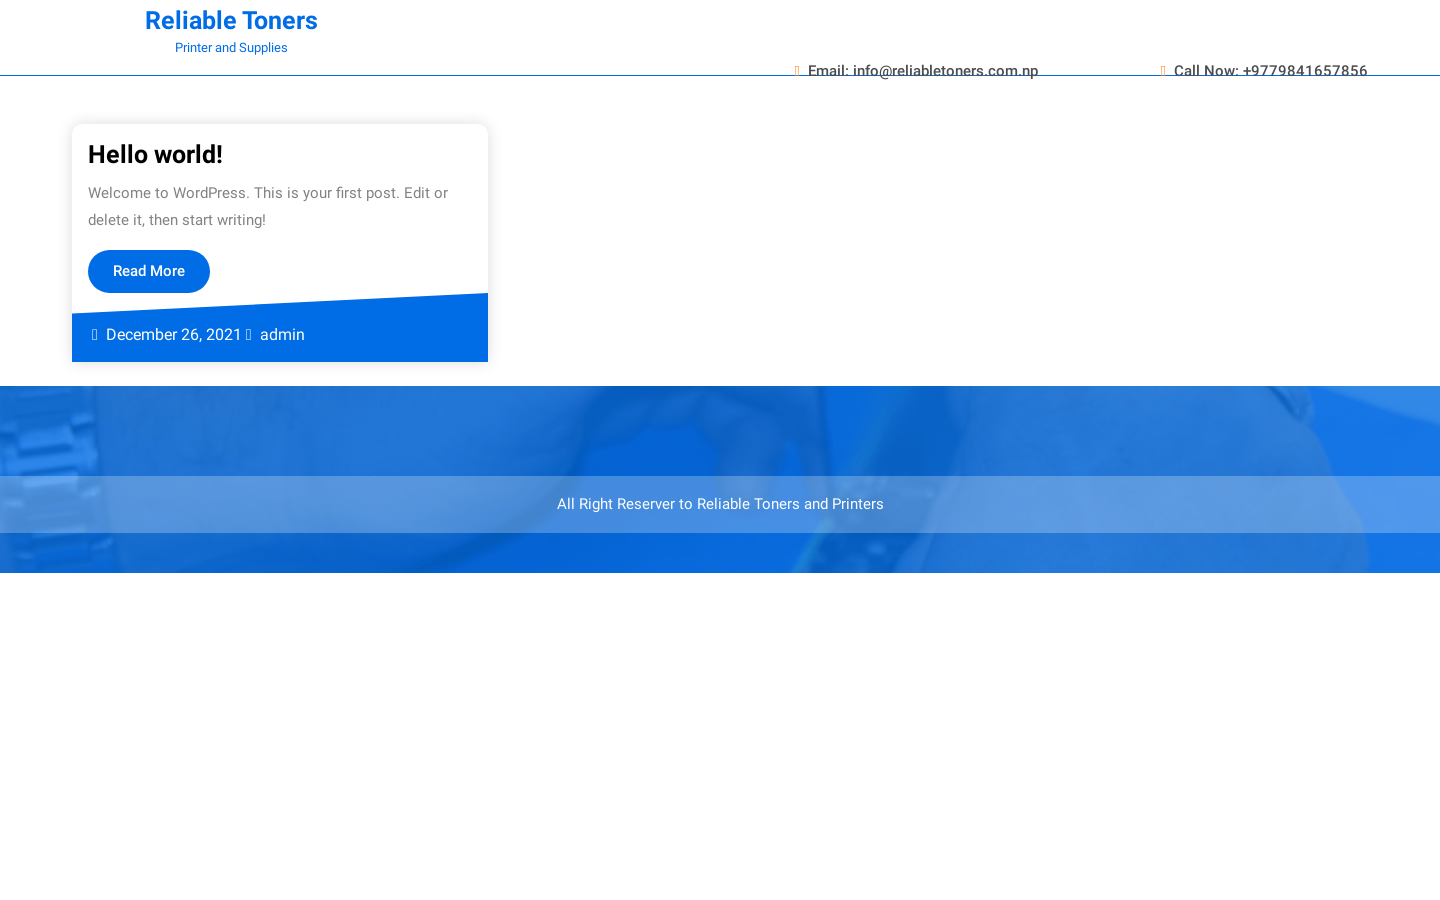 Reliable Toners
Printer and Supplies
Email: info@reliabletoners.com.np
Call Now: +9779841657856
Hello world!
Welcome to WordPress. This is your first post. Edit or
delete it, then start writing!
Read More
December 26, 2021 admin
All Right Reserver to Reliable Toners and Printers